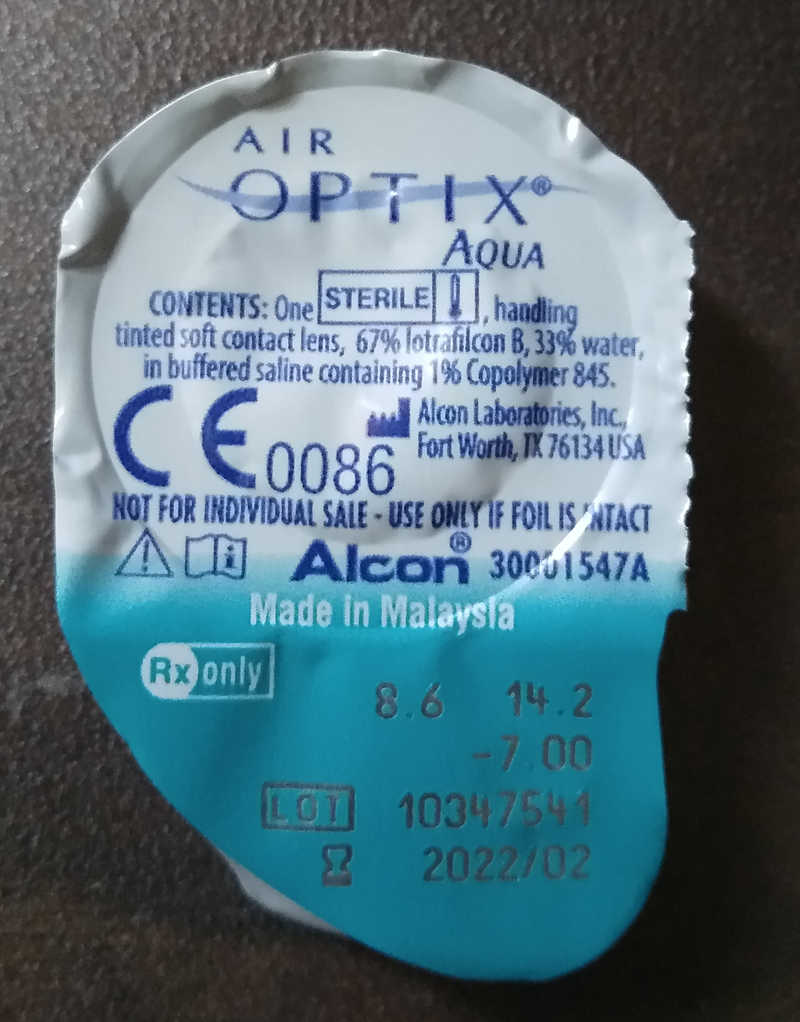 AIR
OPTIX®
AQUA
CONTENTS: One STERILE, handling
tinted soft contact lens, 67% lotrafilcon B, 33% water,
in buffered saline containing 1% Copolymer 845.
CE 0086
Alcon Laboratories, Inc.,
Fort Worth, TX 76134 USA
NOT FOR INDIVIDUAL SALE - USE ONLY IF FOIL IS INTACT
Alcon® 30001547A
Made in Malaysia
Rx only
8.6 14.2
-7.00
LOT 10347541
2022/02